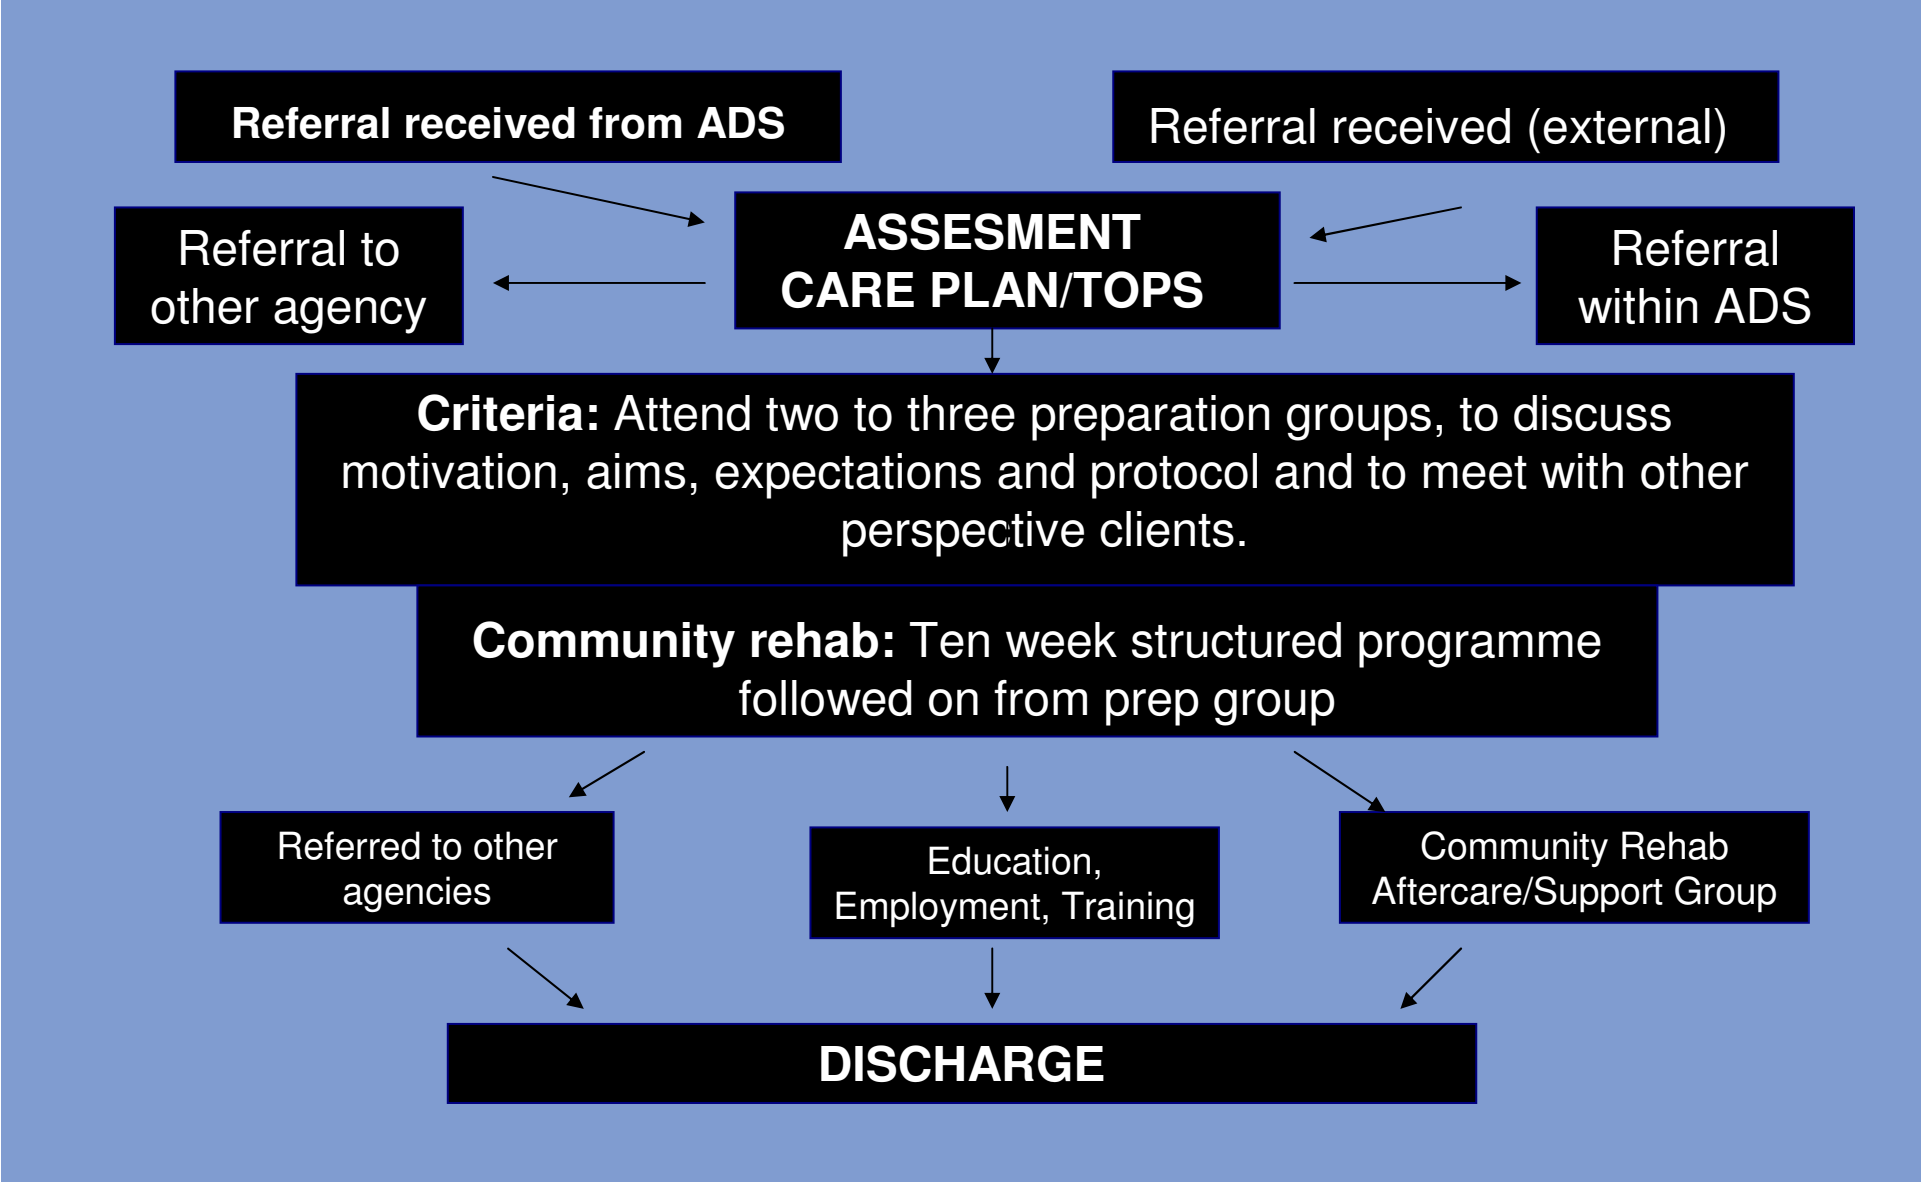 Referral received from ADS
Referral received (external)
ASSESMENT
CARE PLAN/TOPS
Referral to
other agency
Referral
within ADS
Criteria: Attend two to three preparation groups, to discuss
motivation, aims, expectations and protocol and to meet with other
perspective clients.
Community rehab: Ten week structured programme
followed on from prep group
Referred to other
agencies
Education,
Employment, Training
Community Rehab
Aftercare/Support Group
DISCHARGE